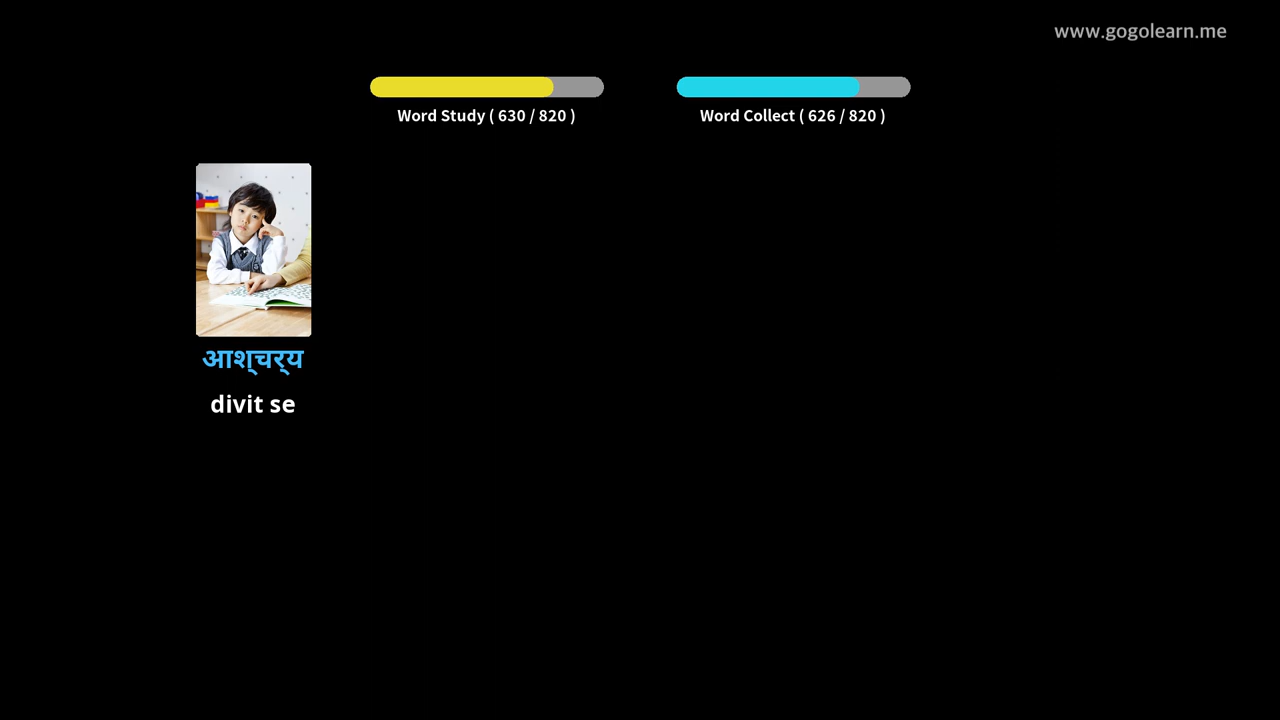 www.gogolearn.me
Word Study ( 630 / 820 )
Word Collect ( 626 / 820 )
आश्चर्य
divit se